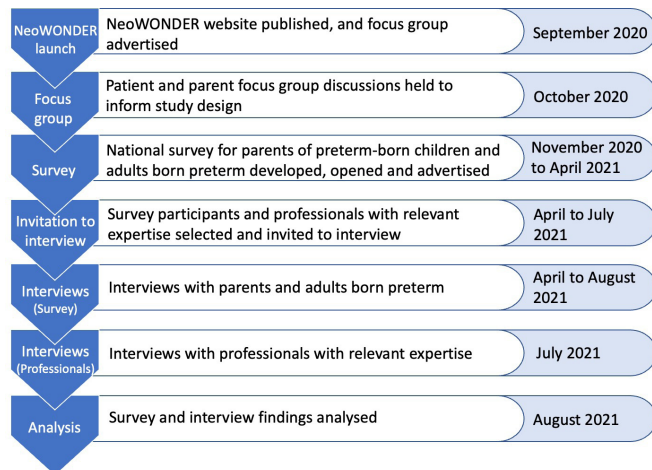 NeoWONDER
launch
NeoWONDER website published, and focus group
advertised
September 2020
Focus
group
Patient and parent focus group discussions held to
inform study design
October 2020
Survey
National survey for parents of preterm-born children and
adults born preterm developed, opened and advertised
November 2020
to April 2021
Invitation to
interview
Survey participants and professionals with relevant
expertise selected and invited to interview
April to July
2021
Interviews
(Survey)
Interviews with parents and adults born preterm
April to August
2021
Interviews
(Professionals)
Interviews with professionals with relevant expertise
July 2021
Analysis
Survey and interview findings analysed
August 2021